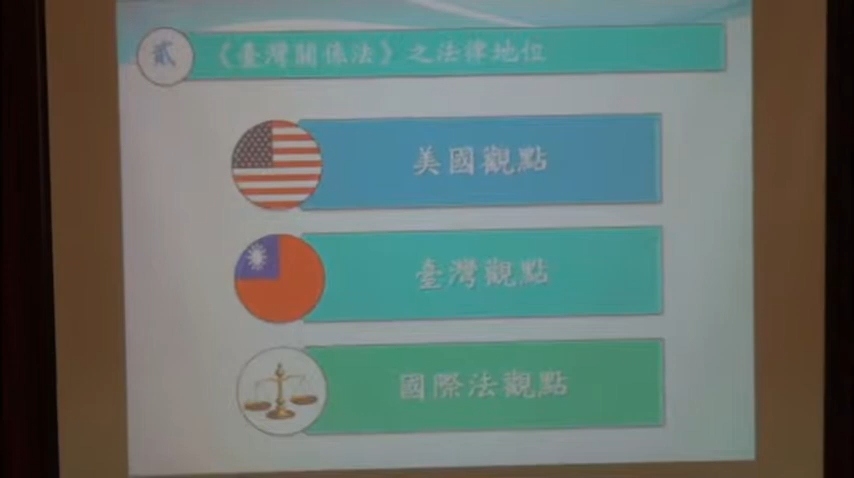 貳
《臺灣關係法》之法律地位
美國觀點
臺灣觀點
國際法觀點